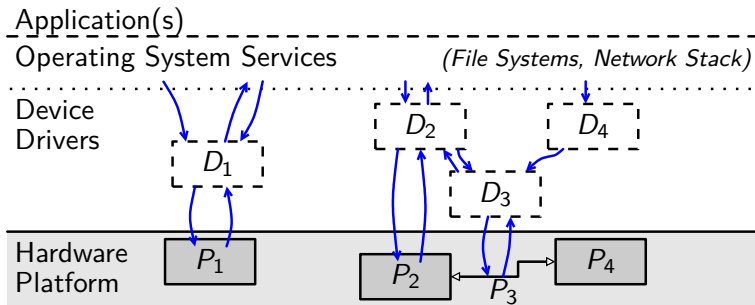 Application(s)
Operating System Services (File Systems, Network Stack)
Device
Drivers
D₂ D₄
D₁
D₃
Hardware
Platform
P₁ P₂ P₄
P₃